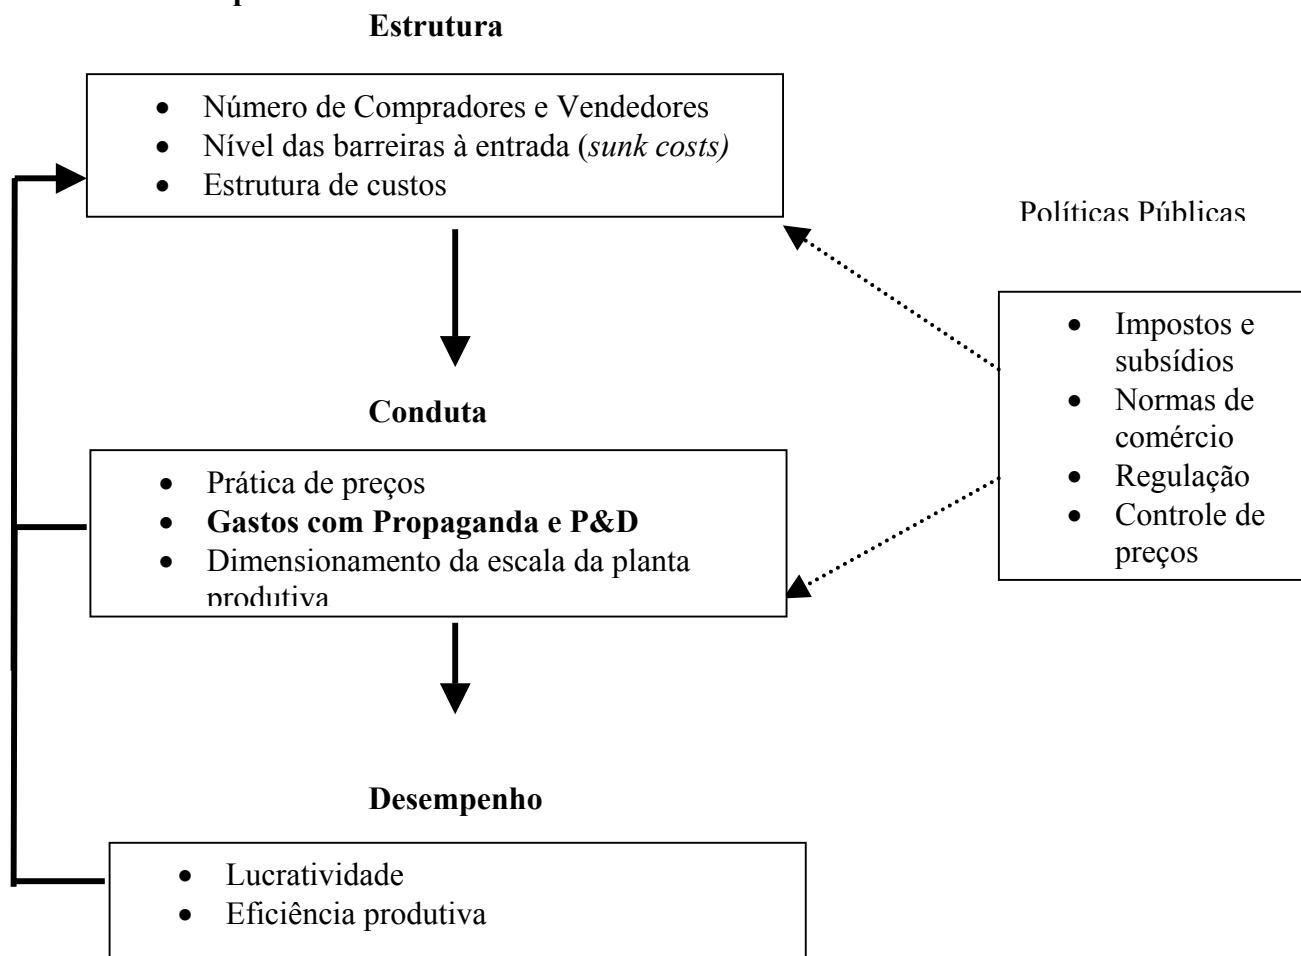 Estrutura
• Número de Compradores e Vendedores
• Nível das barreiras à entrada (sunk costs)
• Estrutura de custos
Políticas Públicas
• Impostos e
subsídios
• Normas de
comércio
• Regulação
• Controle de
preços
Conduta
• Prática de preços
• Gastos com Propaganda e P&D
• Dimensionamento da escala da planta
produtiva
Desempenho
• Lucratividade
• Eficiência produtiva